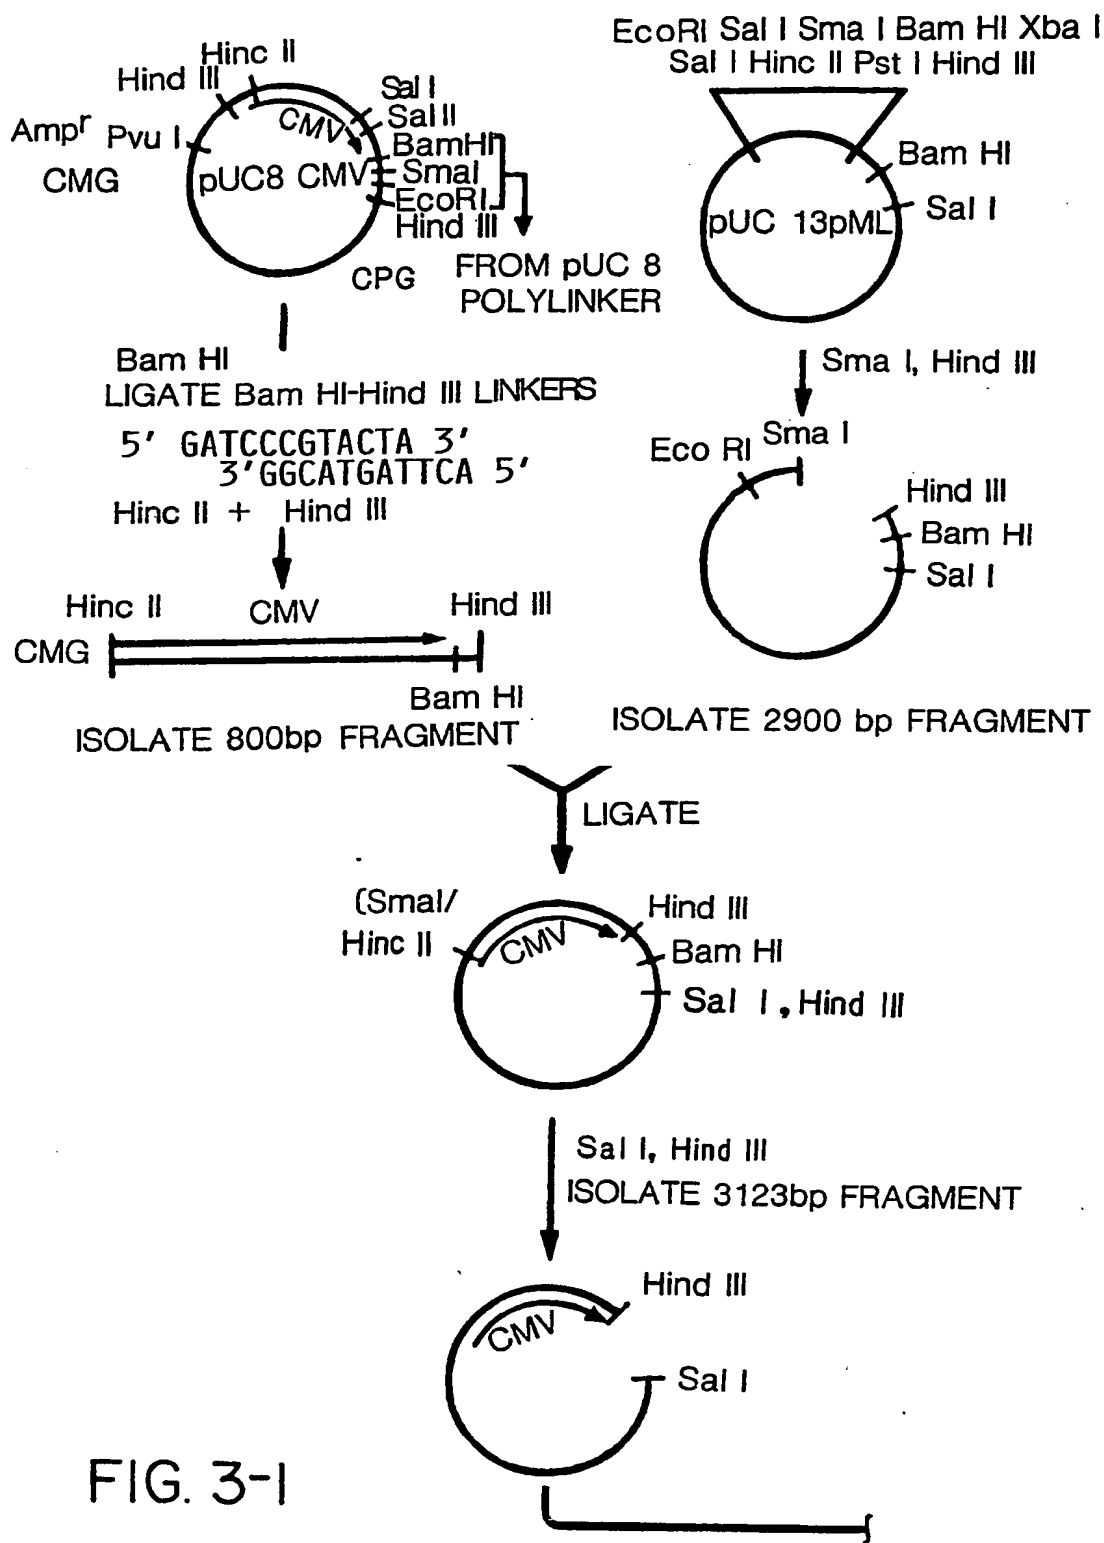 Hinc II
Hind III
Ampr Pvu I
CMG
CMV
pUC8 CMV
Sal I
Sal II
BamHI
SmaI
EcoRI
Hind III
CPG
FROM pUC 8
POLYLINKER
EcoRI Sal I Sma I Bam HI Xba I
Sal I Hinc II Pst I Hind III
Bam HI
Sal I
pUC 13pML
Bam HI
LIGATE Bam HI-Hind III LINKERS
5' GATCCCGTACTA 3'
3'GGCATGATTCA 5'
Hinc II + Hind III
Sma I, Hind III
Eco RI
Sma I
Hind III
Bam HI
Sal I
Hinc II
CMV
Hind III
CMG
Bam HI
ISOLATE 800bp FRAGMENT
ISOLATE 2900 bp FRAGMENT
LIGATE
(SmaI/
Hinc II
CMV
Hind III
Bam HI
Sal I, Hind III
Sal I, Hind III
ISOLATE 3123bp FRAGMENT
Hind III
CMV
Sal I
FIG. 3-1